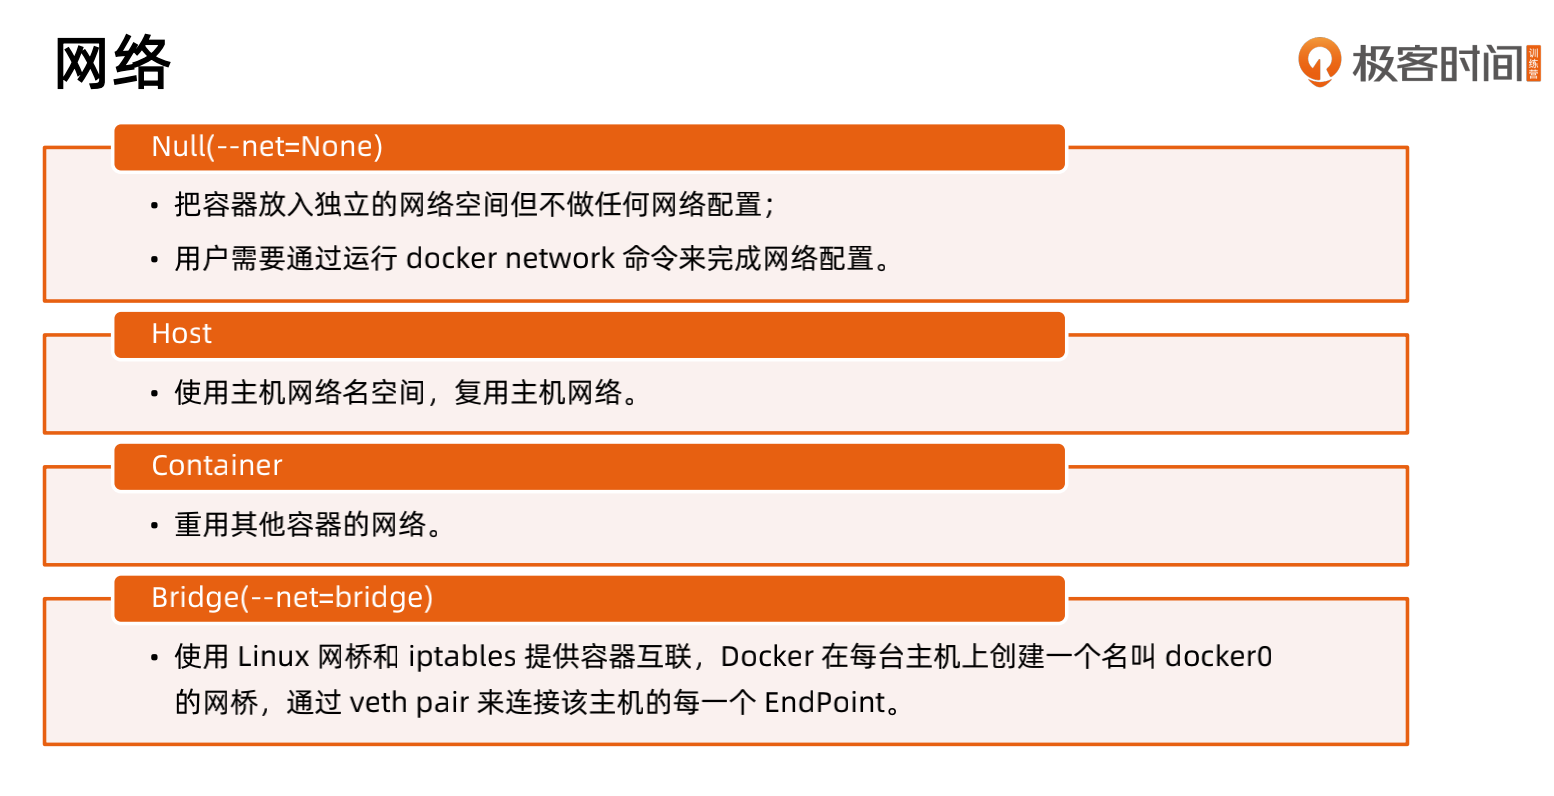 网络
极客时间 训练营
Null(--net=None)
• 把容器放入独立的网络空间但不做任何网络配置；
• 用户需要通过运行 docker network 命令来完成网络配置。
Host
• 使用主机网络名空间，复用主机网络。
Container
• 重用其他容器的网络。
Bridge(--net=bridge)
• 使用 Linux 网桥和 iptables 提供容器互联，Docker 在每台主机上创建一个名叫 docker0
的网桥，通过 veth pair 来连接该主机的每一个 EndPoint。